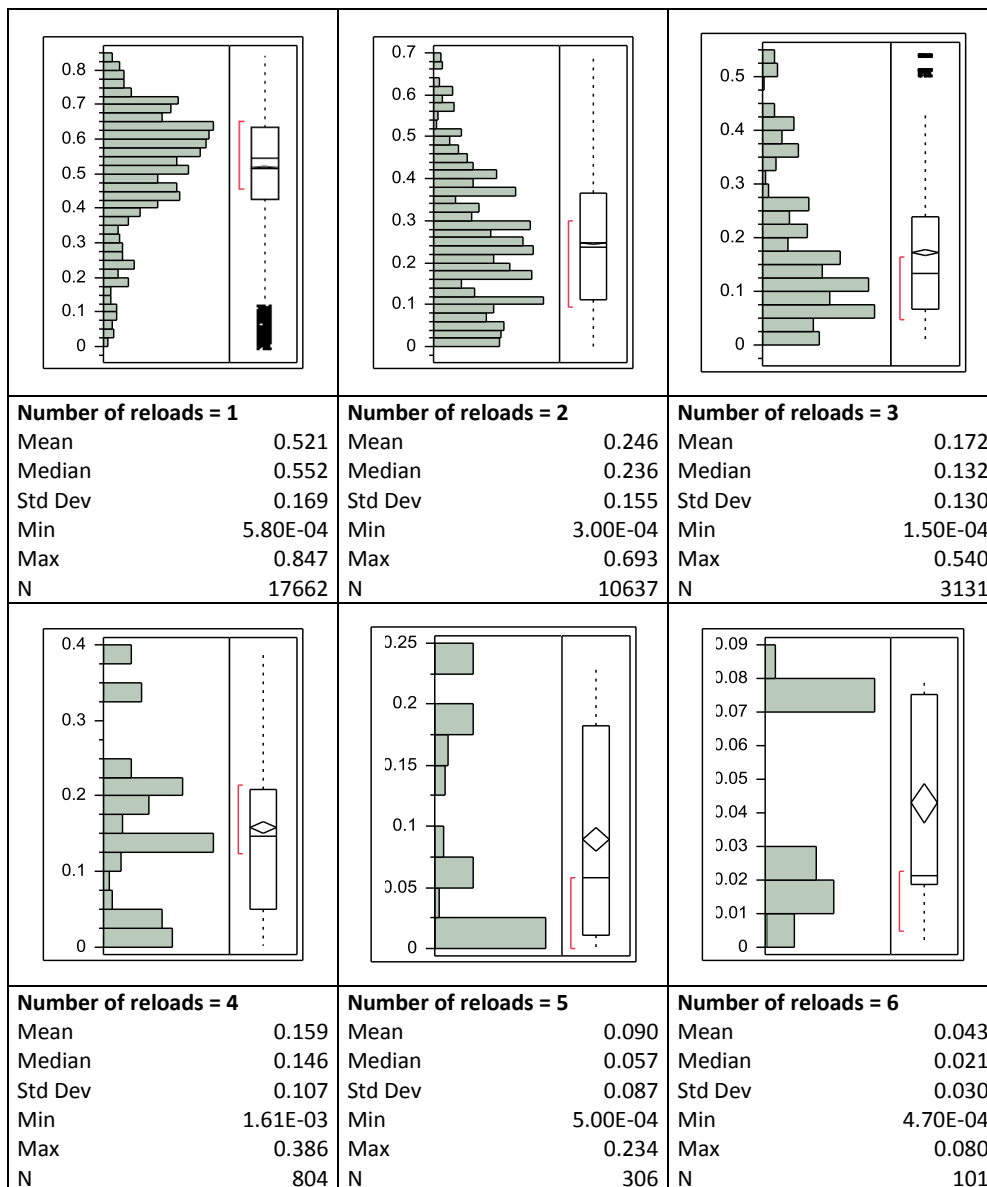 0.8
0.7
0.6
0.5
0.4
0.3
0.2
0.1
0
0.7
0.6
0.5
0.4
0.3
0.2
0.1
0
0.5
0.4
0.3
0.2
0.1
0
Number of reloads = 1
Mean 0.521
Median 0.552
Std Dev 0.169
Min 5.80E-04
Max 0.847
N 17662
Number of reloads = 2
Mean 0.246
Median 0.236
Std Dev 0.155
Min 3.00E-04
Max 0.693
N 10637
Number of reloads = 3
Mean 0.172
Median 0.132
Std Dev 0.130
Min 1.50E-04
Max 0.540
N 3131
0.4
0.3
0.2
0.1
0
0.25
0.2
0.15
0.1
0.05
0
0.09
0.08
0.07
0.06
0.05
0.04
0.03
0.02
0.01
0
Number of reloads = 4
Mean 0.159
Median 0.146
Std Dev 0.107
Min 1.61E-03
Max 0.386
N 804
Number of reloads = 5
Mean 0.090
Median 0.057
Std Dev 0.087
Min 5.00E-04
Max 0.234
N 306
Number of reloads = 6
Mean 0.043
Median 0.021
Std Dev 0.030
Min 4.70E-04
Max 0.080
N 101